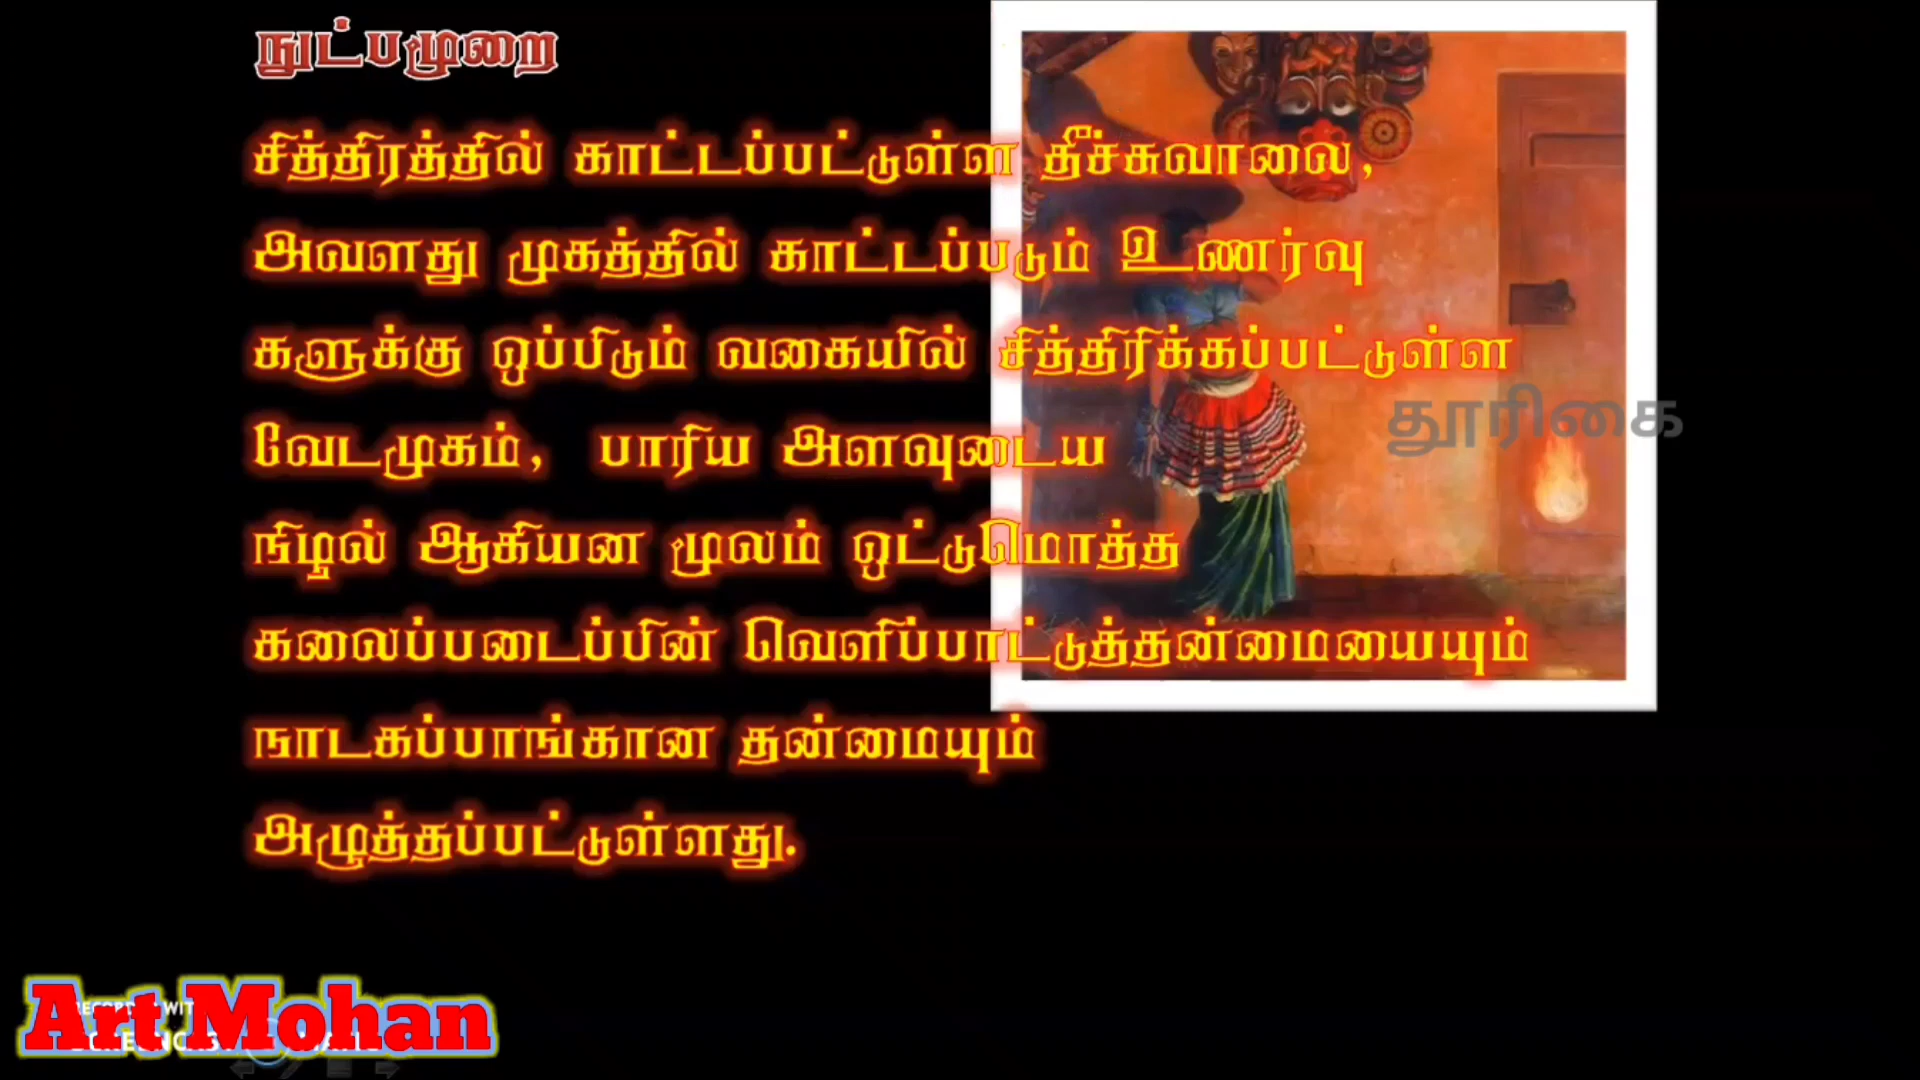 நுட்பமுறை
சித்திரத்தில் காட்டப்பட்டுள்ள தீச்சுவாலை,
அவளது முகத்தில் காட்டப்படும் உணர்வு
களுக்கு ஒப்பிடும் வகையில் சித்திரிக்கப்பட்டுள்ள
வேடமுகம், பாரிய அளவுடைய
நிழல் ஆகியன மூலம் ஒட்டுமொத்த
கலைப்படைப்பின் வெளிப்பாட்டுத்தன்மையையும்
நாடகப்பாங்கான தன்மையும்
அழுத்தப்பட்டுள்ளது.
தூரிகை
Art Mohan